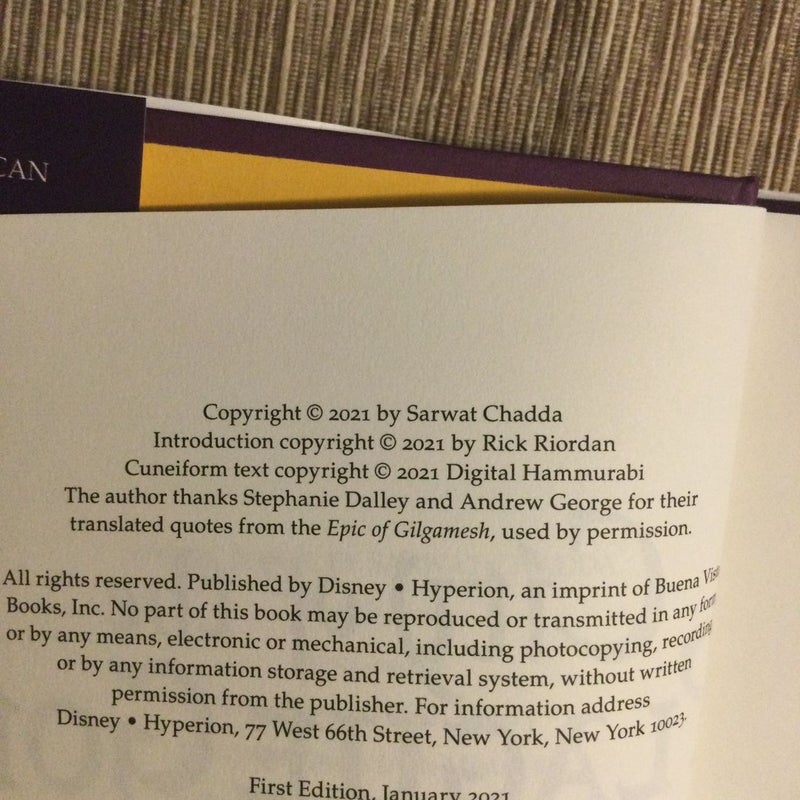 CAN
Copyright © 2021 by Sarwat Chadda
Introduction copyright © 2021 by Rick Riordan
Cuneiform text copyright © 2021 Digital Hammurabi
The author thanks Stephanie Dalley and Andrew George for their
translated quotes from the Epic of Gilgamesh, used by permission.
All rights reserved. Published by Disney • Hyperion, an imprint of Buena Vista
Books, Inc. No part of this book may be reproduced or transmitted in any form
or by any means, electronic or mechanical, including photocopying, recording
or by any information storage and retrieval system, without written
permission from the publisher. For information address
Disney • Hyperion, 77 West 66th Street, New York, New York 10023.
First Edition, January 2021